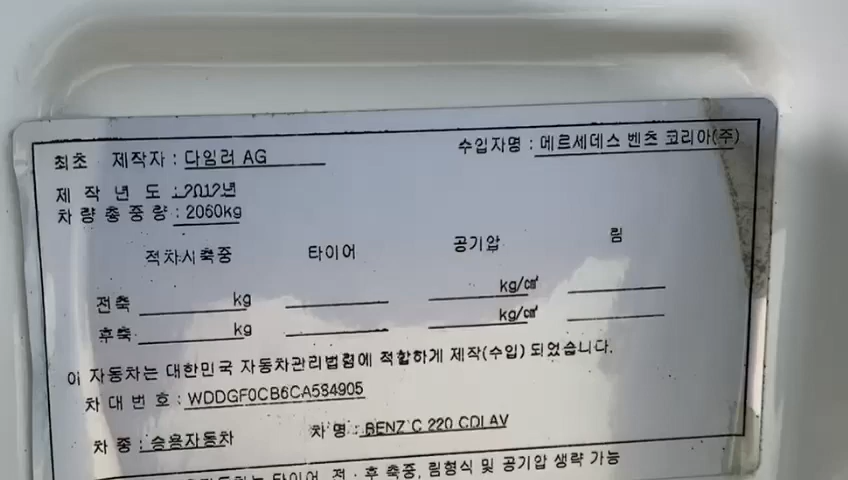 최초 제작자 : 다임러 AG 수입자명 : 메르세데스 벤츠 코리아(주)
제 작 년 도 : 2012년
차 량 총 중 량 : 2060kg
적차시축중 타이어 공기압 림
전축 kg kg/㎠
후축 kg kg/㎠
이 자동차는 대한민국 자동차관리법령에 적합하게 제작(수입) 되었습니다.
차 대 번 호 : WDDGF0CB6CA584905
차 종 : 승용자동차 차 명 : BENZ C 220 CDI AV
타이어, 전 · 후 축중, 림형식 및 공기압 생략 가능